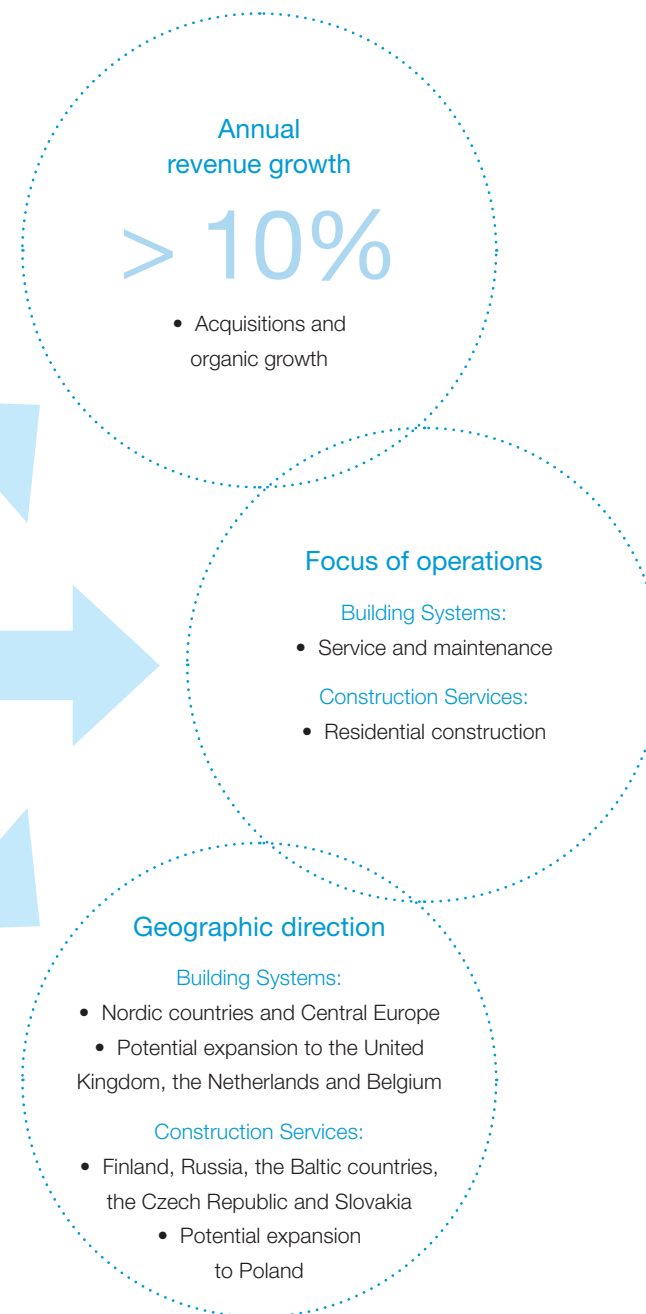 Annual
revenue growth
> 10%
• Acquisitions and
organic growth
Focus of operations
Building Systems:
• Service and maintenance
Construction Services:
• Residential construction
Geographic direction
Building Systems:
• Nordic countries and Central Europe
• Potential expansion to the United
Kingdom, the Netherlands and Belgium
Construction Services:
• Finland, Russia, the Baltic countries,
the Czech Republic and Slovakia
• Potential expansion
to Poland